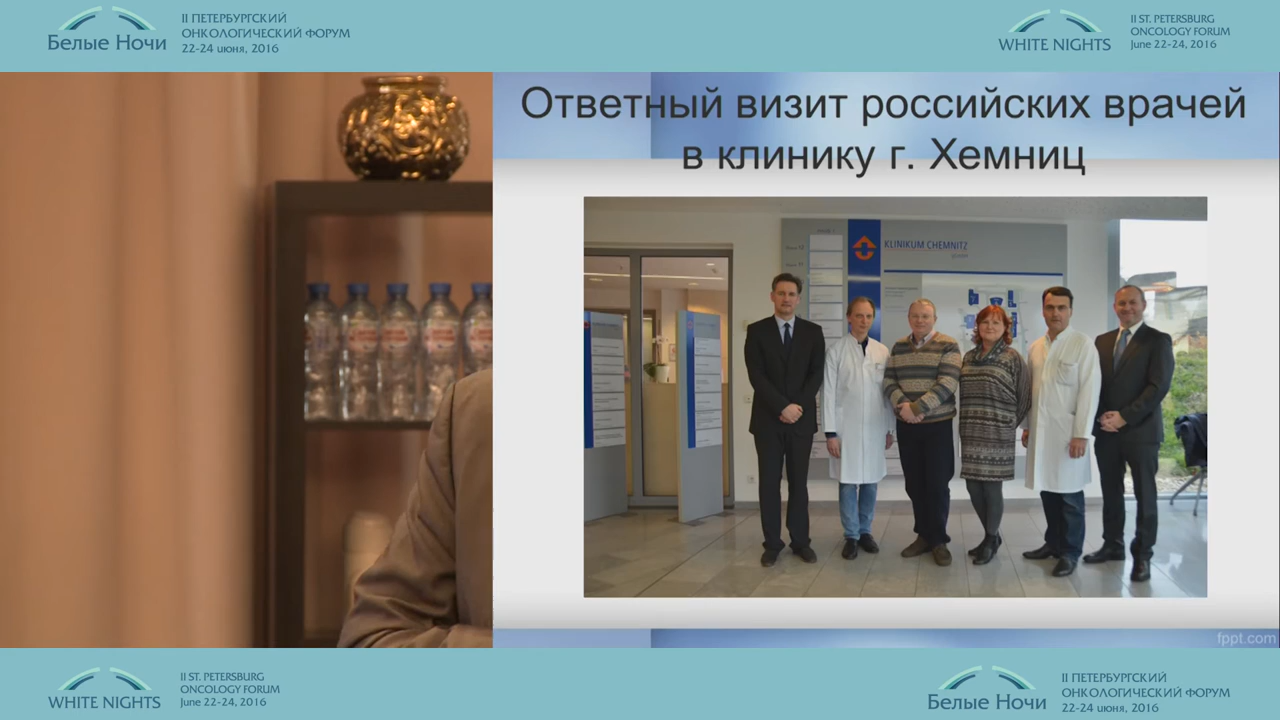 II ПЕТЕРБУРГСКИЙ
ОНКОЛОГИЧЕСКИЙ ФОРУМ
22-24 июня, 2016
Белые Ночи
II ST. PETERSBURG
ONCOLOGY FORUM
June 22-24, 2016
WHITE NIGHTS
Ответный визит российских врачей
в клинику г. Хемниц
KLINIKUM CHEMNITZ
fppt.com
II ST. PETERSBURG
ONCOLOGY FORUM
June 22-24, 2016
WHITE NIGHTS
II ПЕТЕРБУРГСКИЙ
ОНКОЛОГИЧЕСКИЙ ФОРУМ
22-24 июня, 2016
Белые Ночи